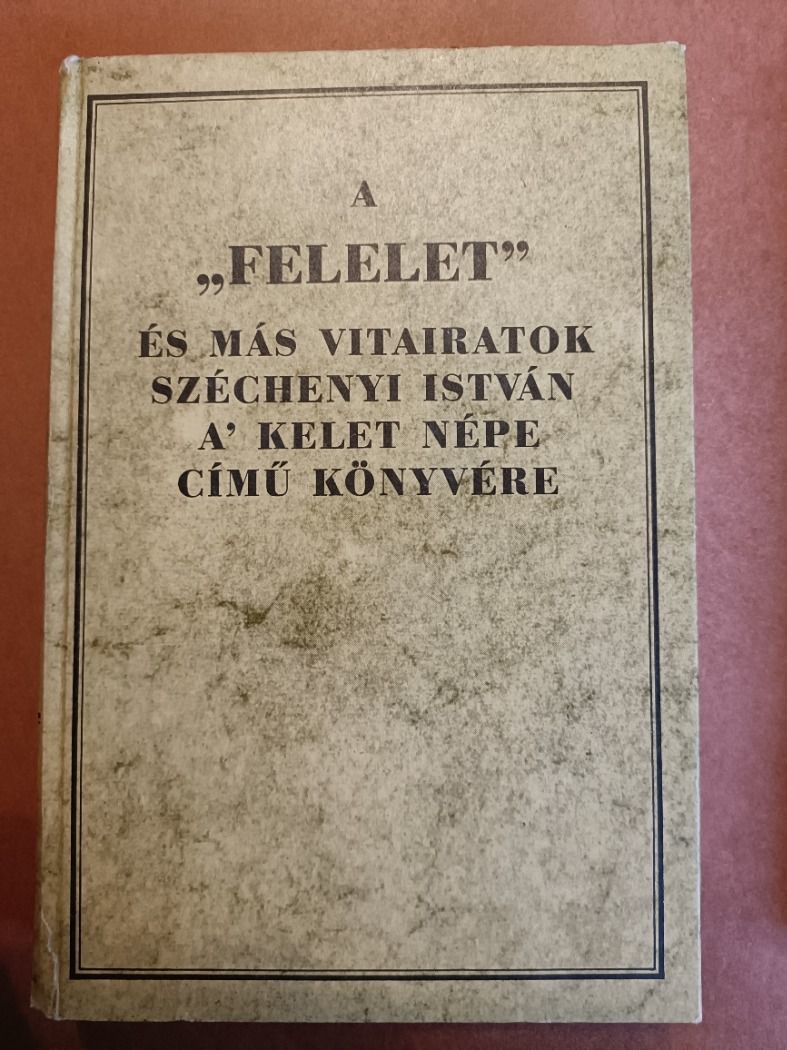 A
„FELELET”
ÉS MÁS VITAIRATOK
SZÉCHENYI ISTVÁN
A’ KELET NÉPE
CÍMŰ KÖNYVÉRE